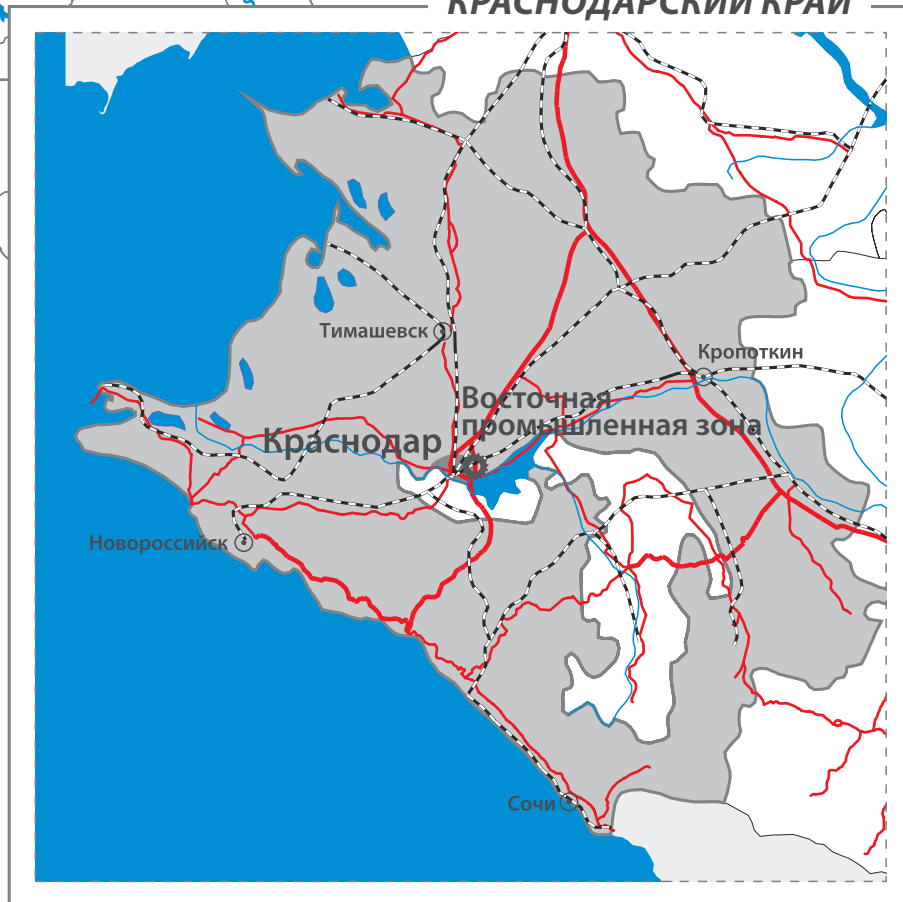 КРАСНОДАРСКИЙ КРАЙ
Тимашевск
Кропоткин
Восточная
промышленная зона
Краснодар
Новороссийск
Сочи